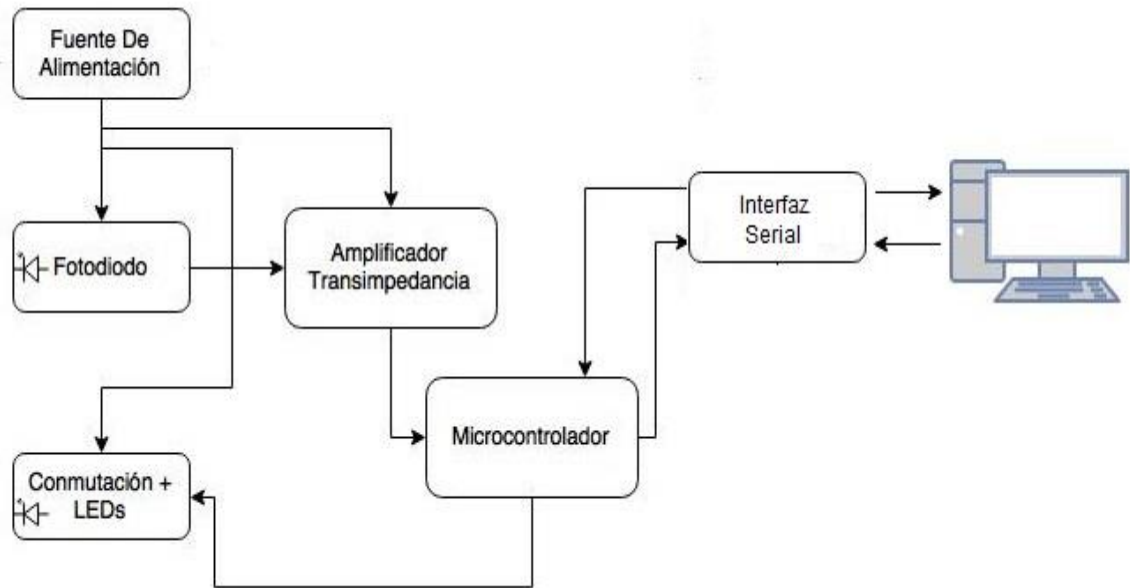 Fuente De
Alimentación
Fotodiodo
Amplificador
Transimpedancia
Interfaz
Serial
Microcontrolador
Conmutación +
LEDs